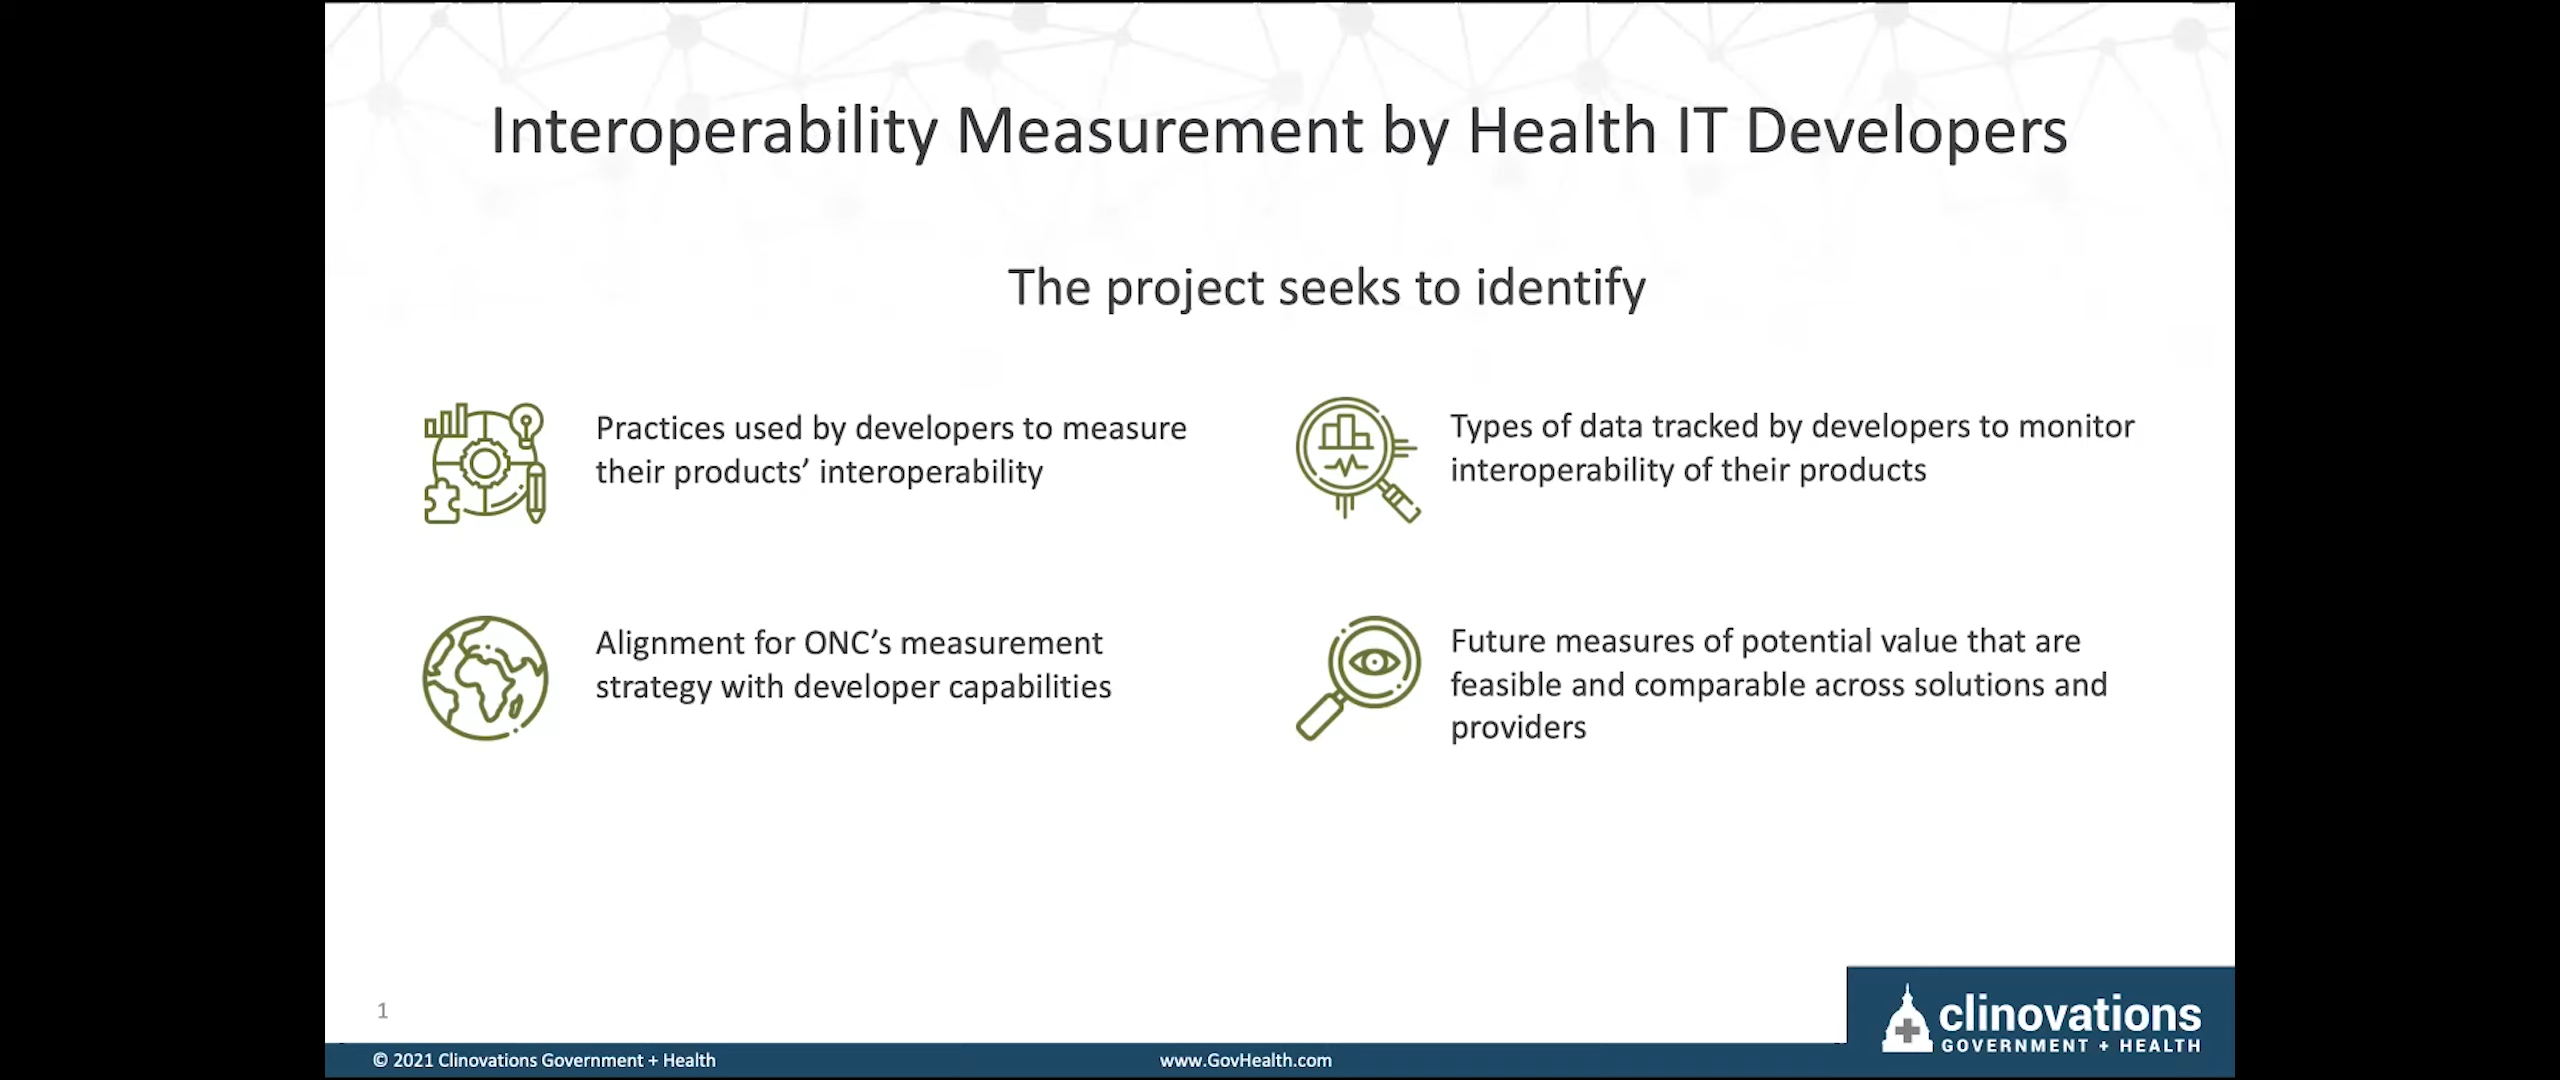 Interoperability Measurement by Health IT Developers
The project seeks to identify
Practices used by developers to measure
their products’ interoperability
Types of data tracked by developers to monitor
interoperability of their products
Alignment for ONC’s measurement
strategy with developer capabilities
Future measures of potential value that are
feasible and comparable across solutions and
providers
1
© 2021 Clinovations Government + Health
www.GovHealth.com
clinovations
GOVERNMENT + HEALTH